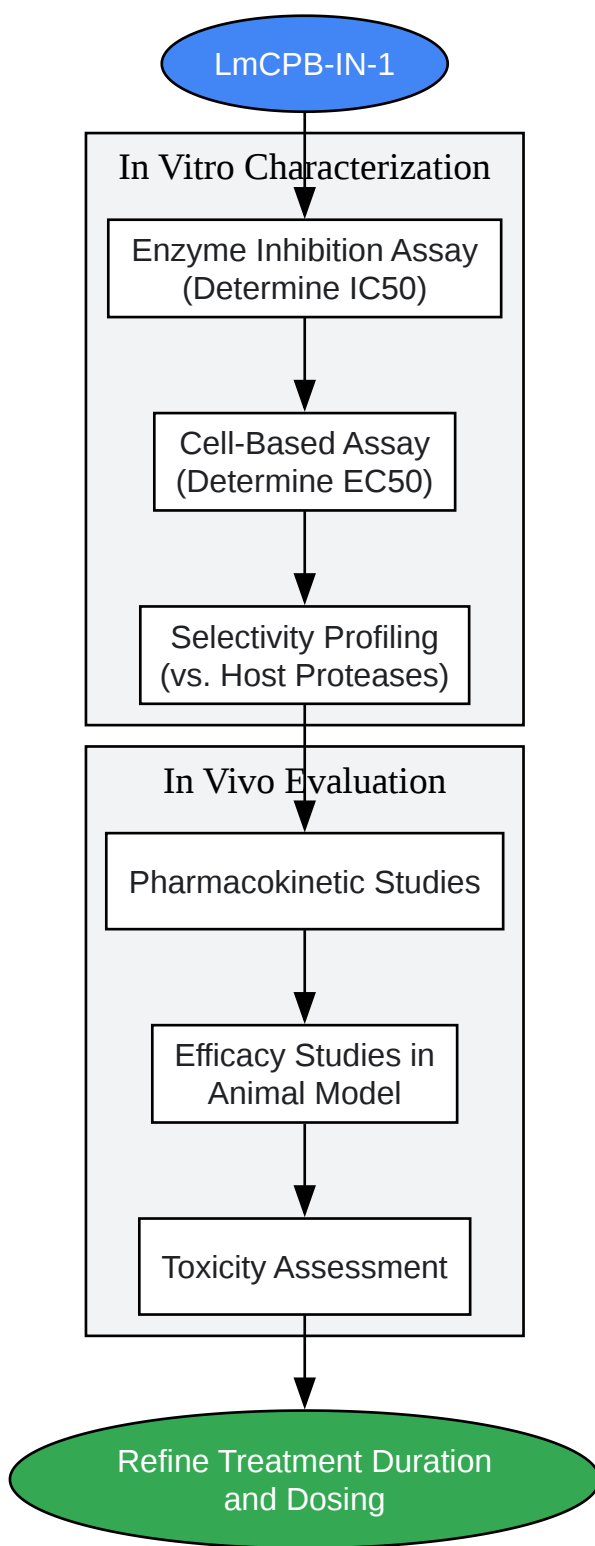 LmCPB-IN-1
In Vitro Characterization
Enzyme Inhibition Assay
(Determine IC50)
Cell-Based Assay
(Determine EC50)
Selectivity Profiling
(vs. Host Proteases)
In Vivo Evaluation
Pharmacokinetic Studies
Efficacy Studies in
Animal Model
Toxicity Assessment
Refine Treatment Duration
and Dosing